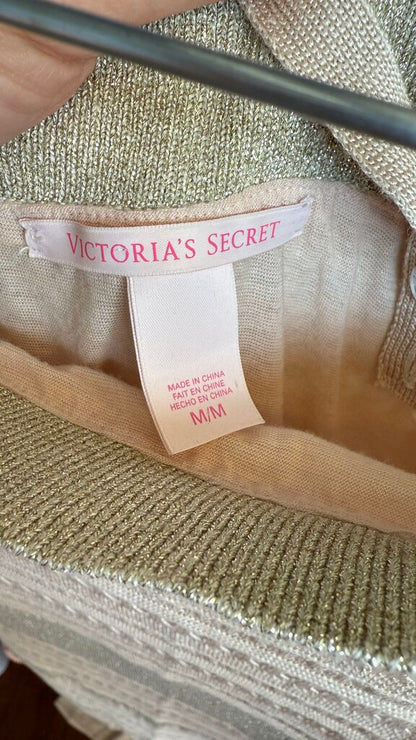 VICTORIA'S SECRET
MADE IN CHINA
FAIT EN CHINE
HECHO EN CHINA
M/M